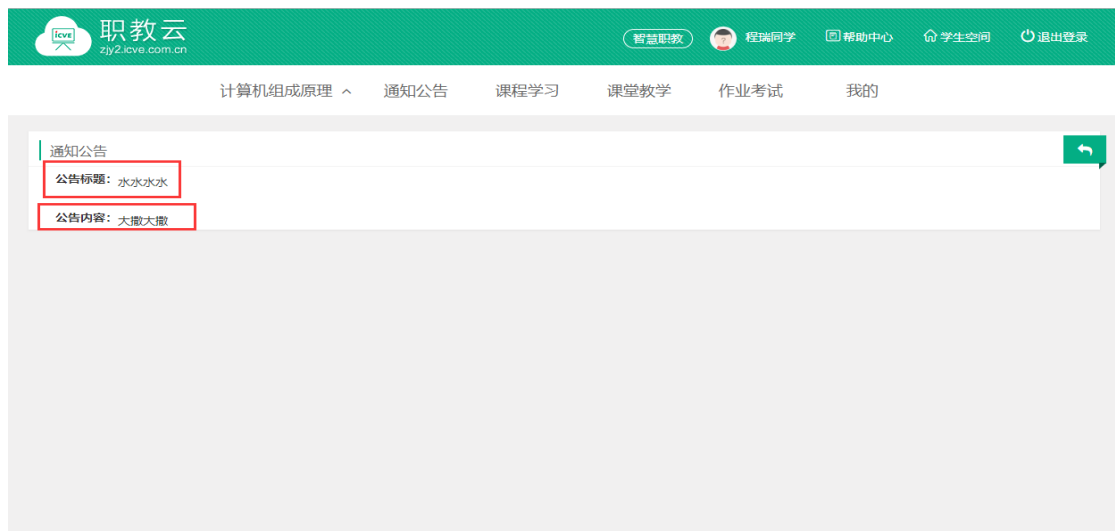 icve
职教云
zjy2.icve.com.cn
智慧职教 程瑞同学 帮助中心 学生空间 退出登录
计算机组成原理 通知公告 课程学习 课堂教学 作业考试 我的
通知公告
公告标题：水水水水
公告内容：大撒大撒